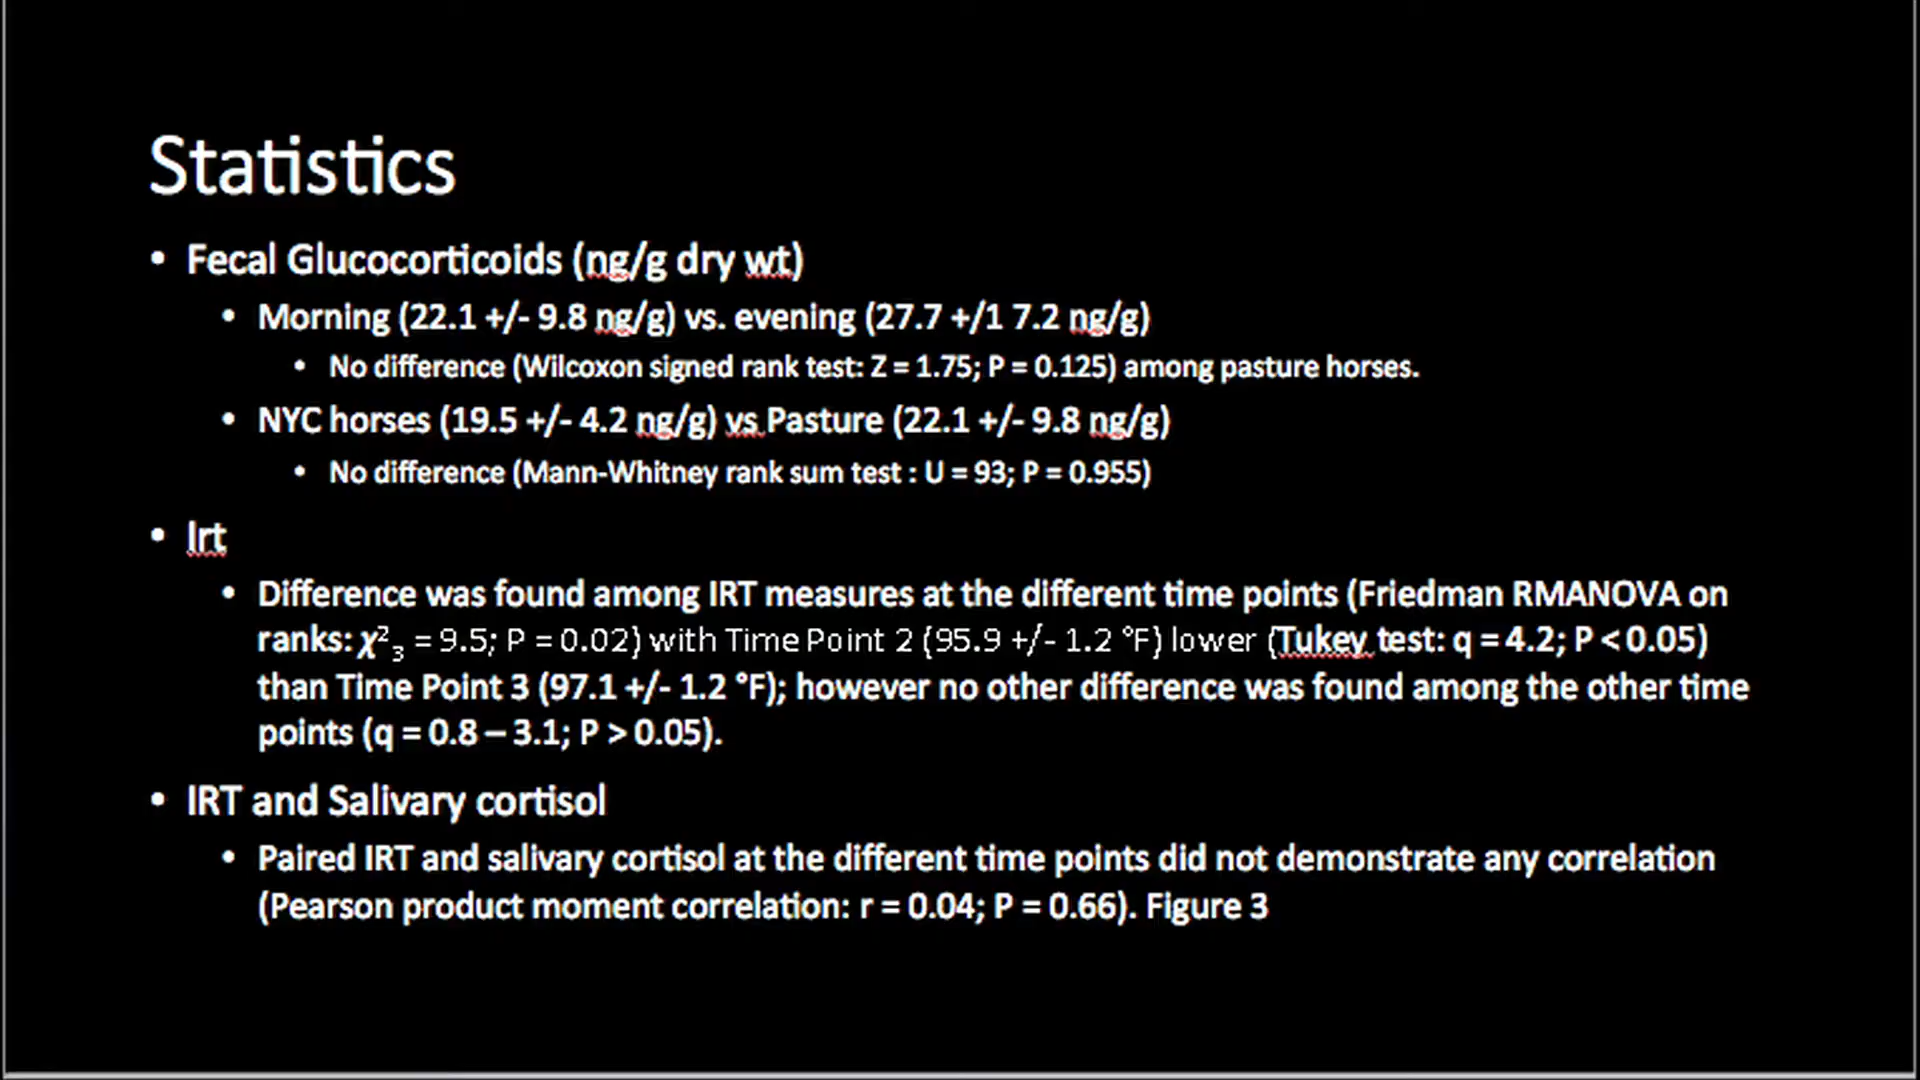 Statistics
• Fecal Glucocorticoids (ng/g dry wt)
• Morning (22.1 +/- 9.8 ng/g) vs. evening (27.7 +/1 7.2 ng/g)
• No difference (Wilcoxon signed rank test: Z = 1.75; P = 0.125) among pasture horses.
• NYC horses (19.5 +/- 4.2 ng/g) vs Pasture (22.1 +/- 9.8 ng/g)
• No difference (Mann-Whitney rank sum test : U = 93; P = 0.955)
• Irt
• Difference was found among IRT measures at the different time points (Friedman RMANOVA on
ranks: χ²₃ = 9.5; P = 0.02) with Time Point 2 (95.9 +/- 1.2 °F) lower (Tukey test: q = 4.2; P < 0.05)
than Time Point 3 (97.1 +/- 1.2 °F); however no other difference was found among the other time
points (q = 0.8 – 3.1; P > 0.05).
• IRT and Salivary cortisol
• Paired IRT and salivary cortisol at the different time points did not demonstrate any correlation
(Pearson product moment correlation: r = 0.04; P = 0.66). Figure 3